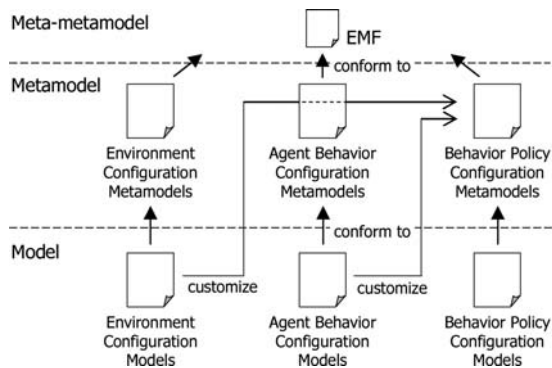 Meta-metamodel
EMF
conform to
Metamodel
Environment
Configuration
Metamodels
Agent Behavior
Configuration
Metamodels
Behavior Policy
Configuration
Metamodels
conform to
Model
customize
customize
Environment
Configuration
Models
Agent Behavior
Configuration
Models
Behavior Policy
Configuration
Models